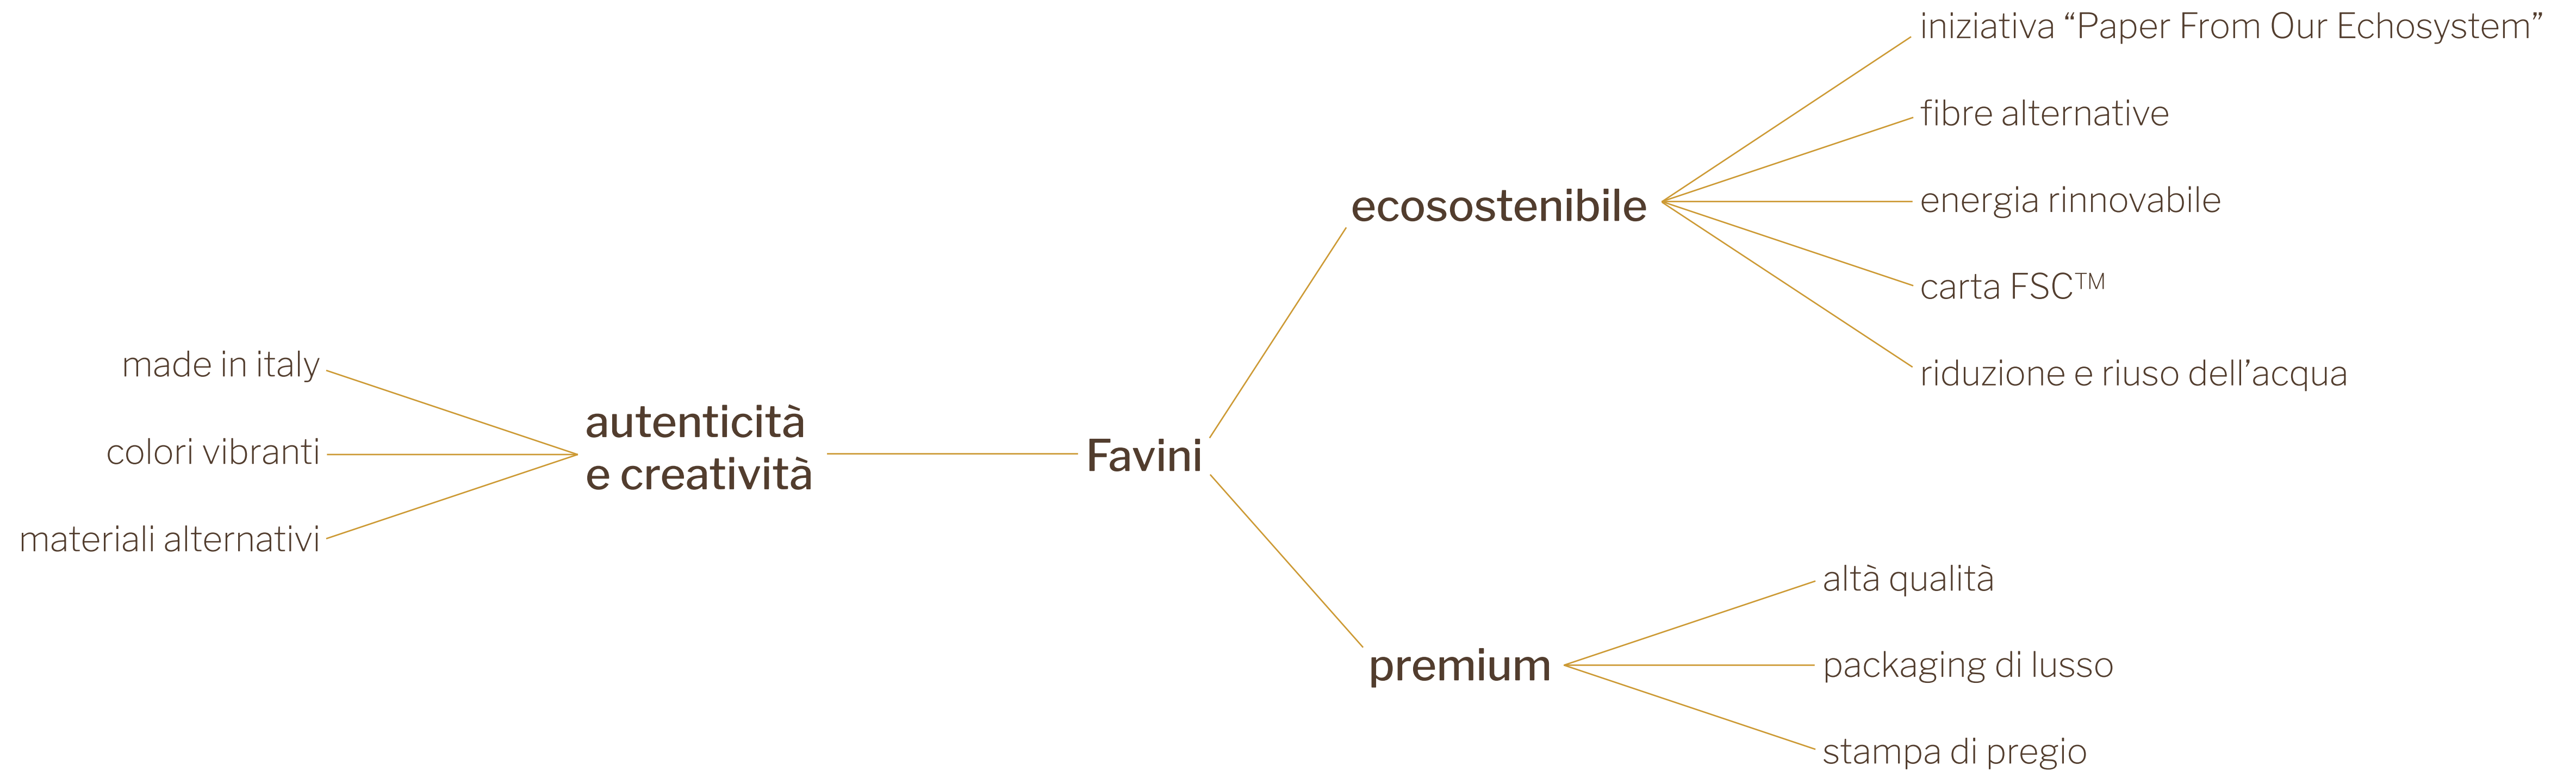 iniziativa “Paper From Our Echosystem”
fibre alternative
ecosostenibile
energia rinnovabile
carta FSC™
riduzione e riuso dell’acqua
made in italy
colori vibranti
materiali alternativi
autenticità
e creatività
Favini
altà qualità
premium
packaging di lusso
stampa di pregio